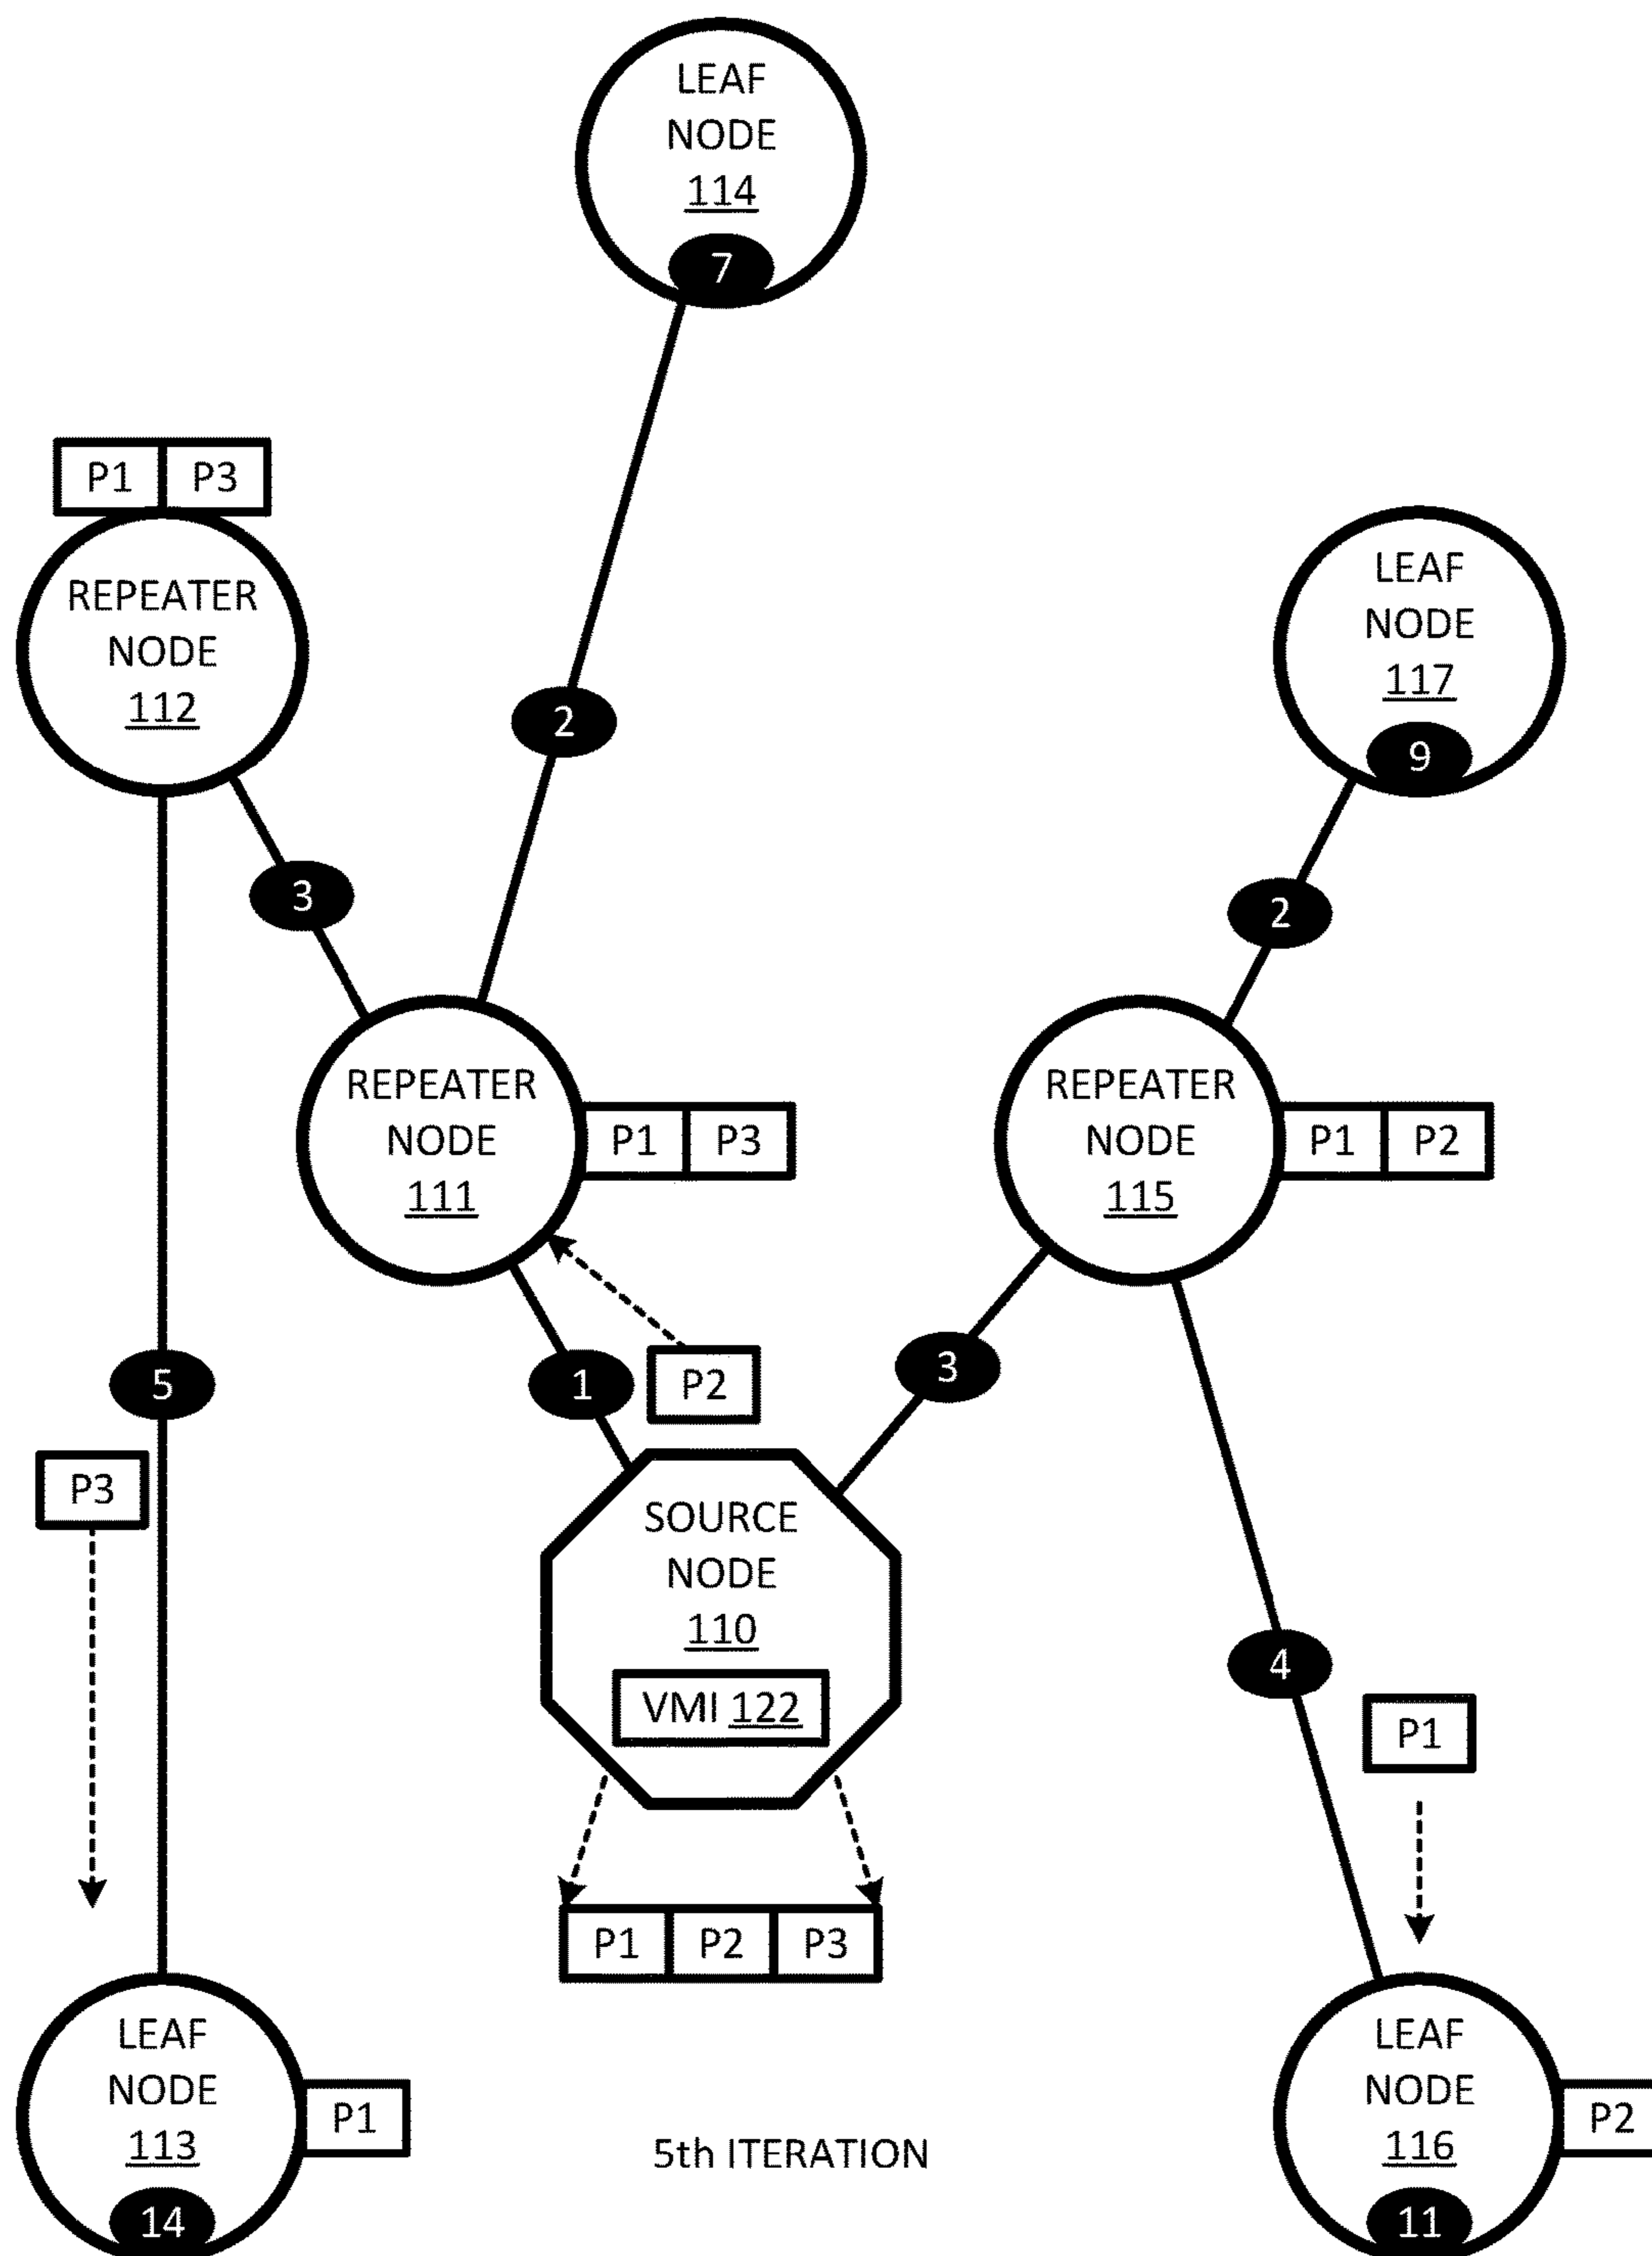 LEAF
NODE
114
7
P1 P3
REPEATER
NODE
112
LEAF
NODE
117
9
2
3
2
REPEATER
NODE
111
P1 P3
REPEATER
NODE
115
P1 P2
5
1
P2
3
P3
SOURCE
NODE
110
VMI 122
4
P1
P1 P2 P3
LEAF
NODE
113
14
P1
5th ITERATION
LEAF
NODE
116
11
P2